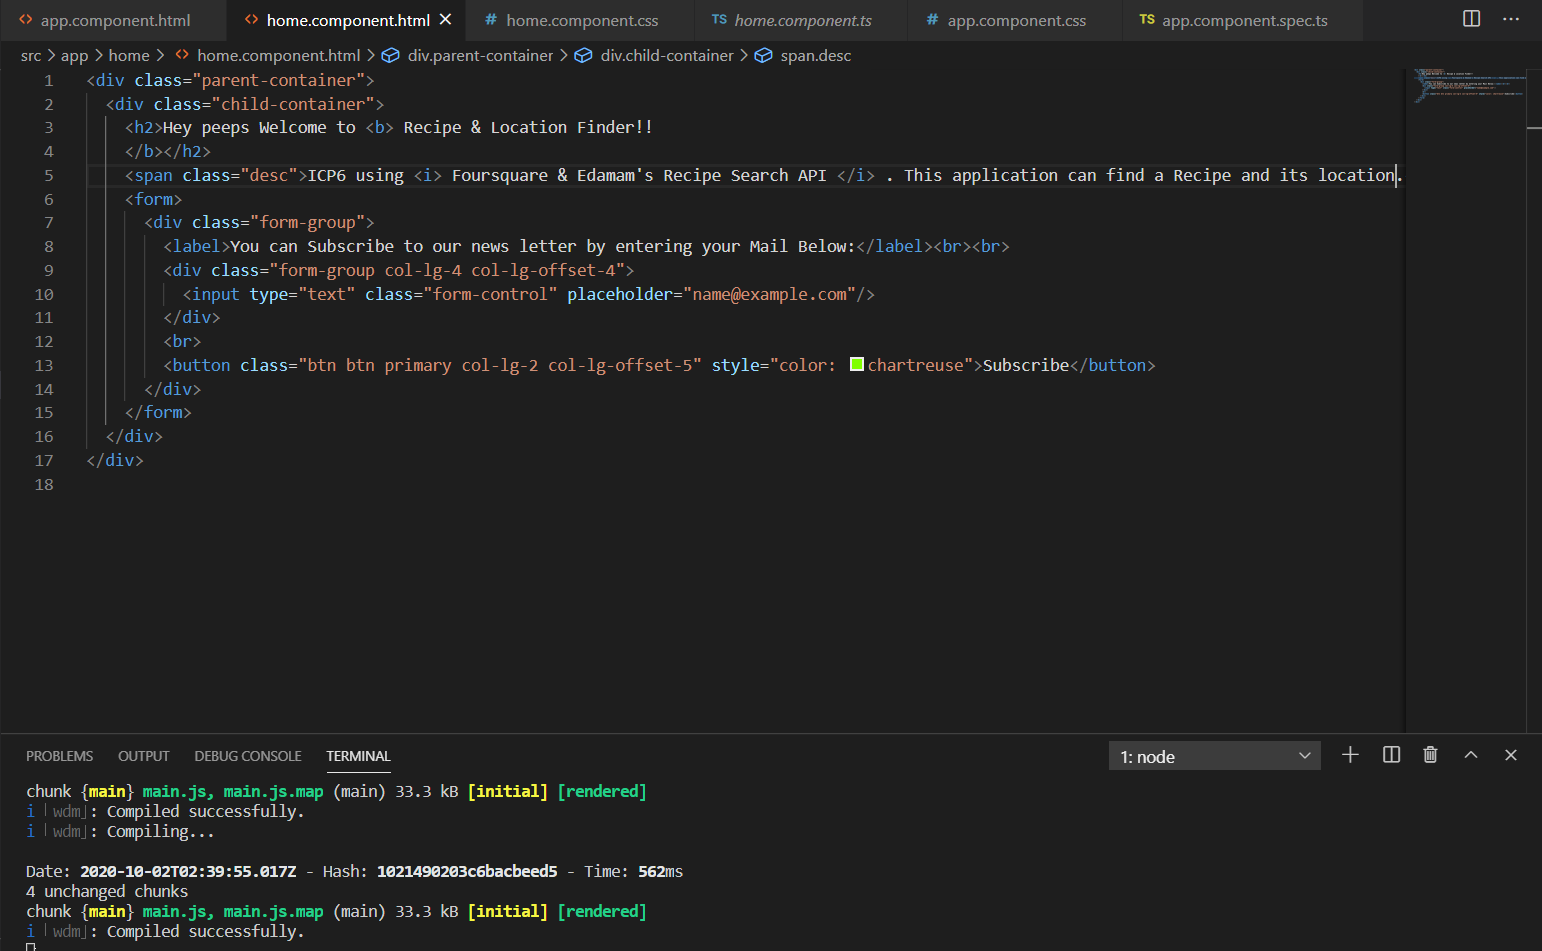 <> app.component.html <> home.component.html × # home.component.css TS home.component.ts # app.component.css TS app.component.spec.ts ...
src > app > home > <> home.component.html > div.parent-container > div.child-container > span.desc
1 <div class="parent-container">
2 <div class="child-container">
3 <h2>Hey peeps Welcome to <b> Recipe & Location Finder!!
4 </b></h2>
5 <span class="desc">ICP6 using <i> Foursquare & Edamam's Recipe Search API </i> . This application can find a Recipe and its location.
6 <form>
7 <div class="form-group">
8 <label>You can Subscribe to our news letter by entering your Mail Below:</label><br><br>
9 <div class="form-group col-lg-4 col-lg-offset-4">
10 <input type="text" class="form-control" placeholder="name@example.com"/>
11 </div>
12 <br>
13 <button class="btn btn primary col-lg-2 col-lg-offset-5" style="color: chartreuse">Subscribe</button>
14 </div>
15 </form>
16 </div>
17 </div>
18
PROBLEMS OUTPUT DEBUG CONSOLE TERMINAL 1: node
chunk {main} main.js, main.js.map (main) 33.3 kB [initial] [rendered]
i ｢wdm｣: Compiled successfully.
i ｢wdm｣: Compiling...
Date: 2020-10-02T02:39:55.017Z - Hash: 1021490203c6bacbeed5 - Time: 562ms
4 unchanged chunks
chunk {main} main.js, main.js.map (main) 33.3 kB [initial] [rendered]
i ｢wdm｣: Compiled successfully.